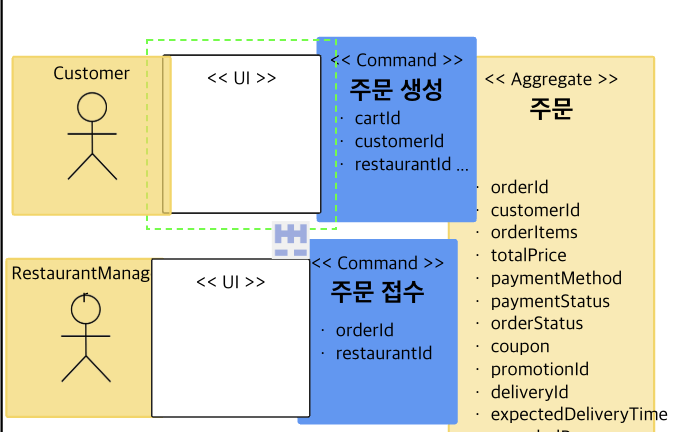 Customer
<< UI >>
<< Command >>
주문 생성
· cartId
· customerId
· restaurantId ...
<< Aggregate >>
주문
· orderId
· customerId
· orderItems
· totalPrice
· paymentMethod
· paymentStatus
· orderStatus
· coupon
· promotionId
· deliveryId
· expectedDeliveryTime
RestaurantManag
r
<< UI >>
<< Command >>
주문 접수
· orderId
· restaurantId